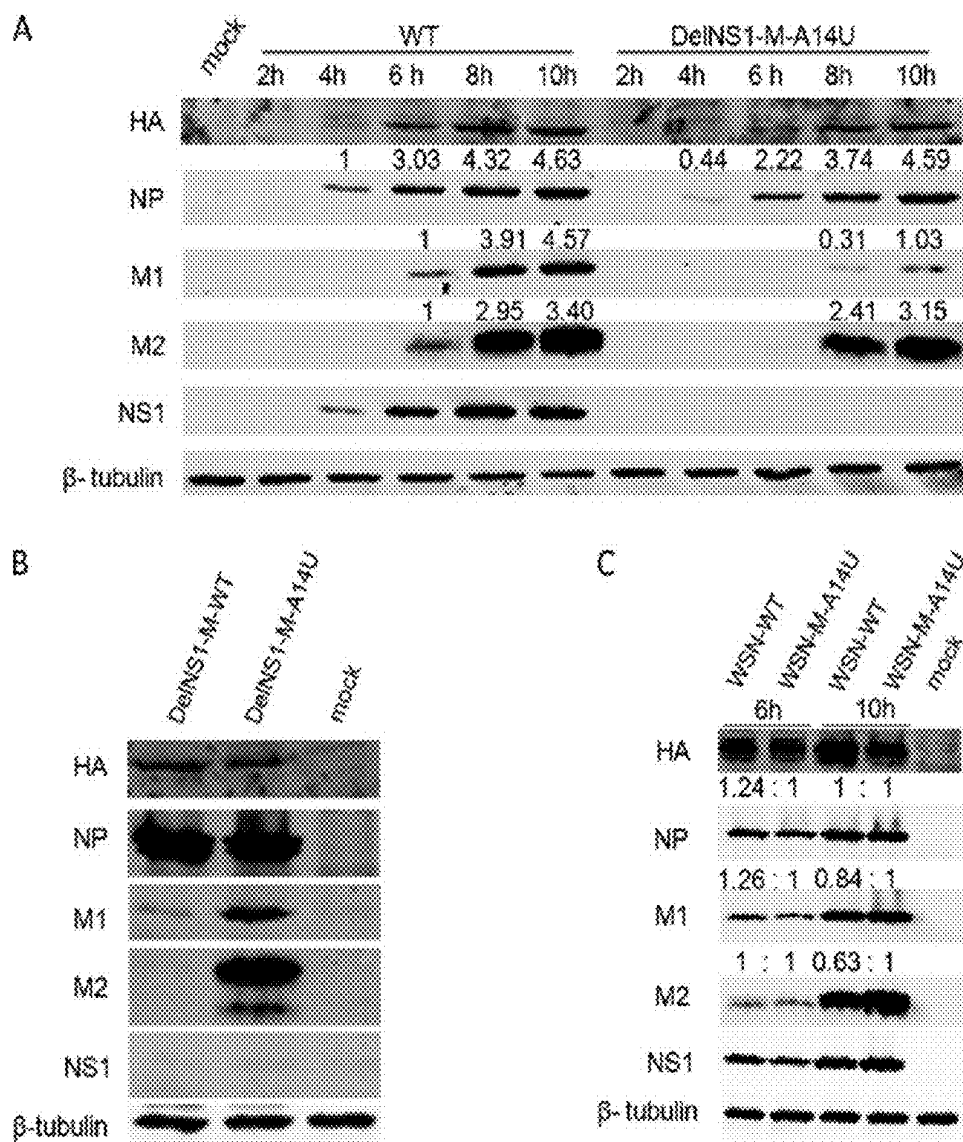 A
mock
WT
DelNS1-M-A14U
2h 4h 6 h 8h 10h 2h 4h 6 h 8h 10h
HA
1 3.03 4.32 4.63 0.44 2.22 3.74 4.59
NP
1 3.91 4.57 0.31 1.03
M1
1 2.95 3.40 2.41 3.15
M2
NS1
β- tubulin
B
DelNS1-M-WT
DelNS1-M-A14U
mock
HA
NP
M1
M2
NS1
β-tubulin
C
WSN-WT
WSN-M-A14U
WSN-WT
WSN-M-A14U
mock
6h 10h
HA
1.24 : 1 1 : 1
NP
1.26 : 1 0.84 : 1
M1
1 : 1 0.63 : 1
M2
NS1
β- tubulin